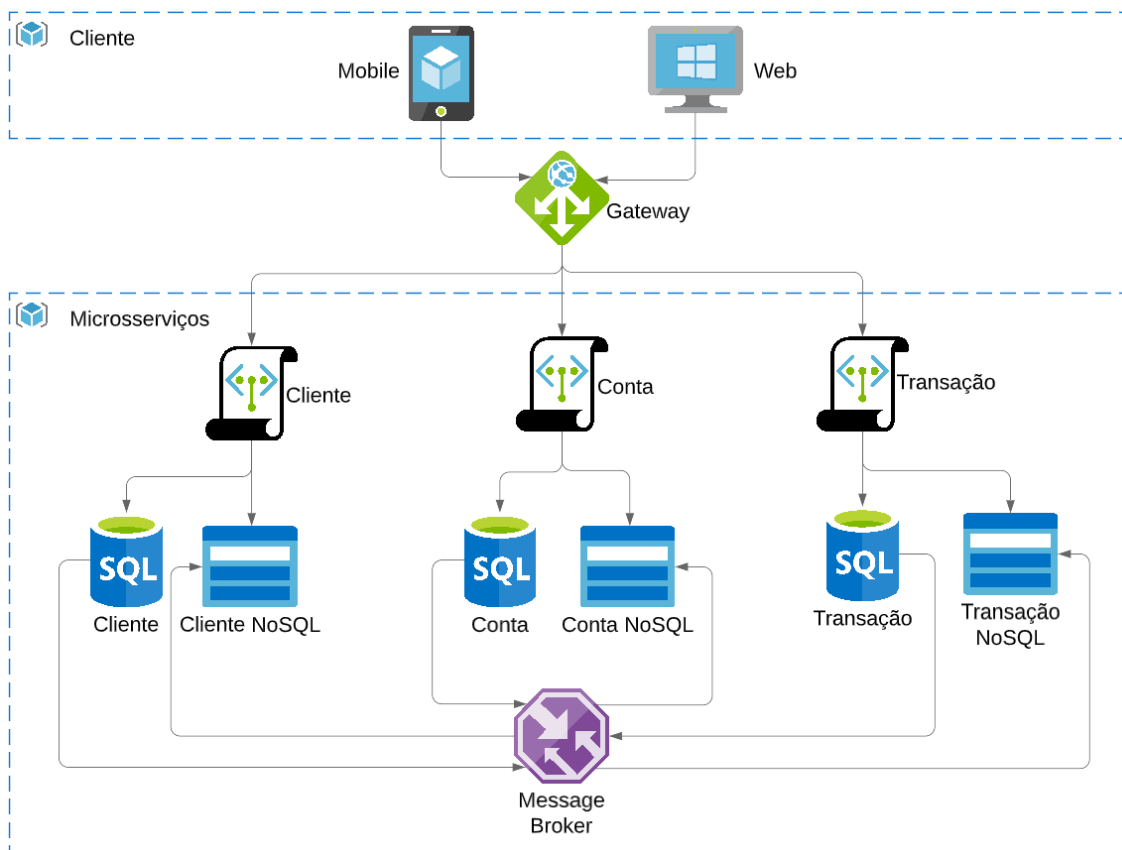 Cliente
Mobile
Web
Gateway
Microsserviços
Cliente
Conta
Transação
SQL
SQL
SQL
Cliente
Cliente NoSQL
Conta
Conta NoSQL
Transação
Transação
NoSQL
Message
Broker